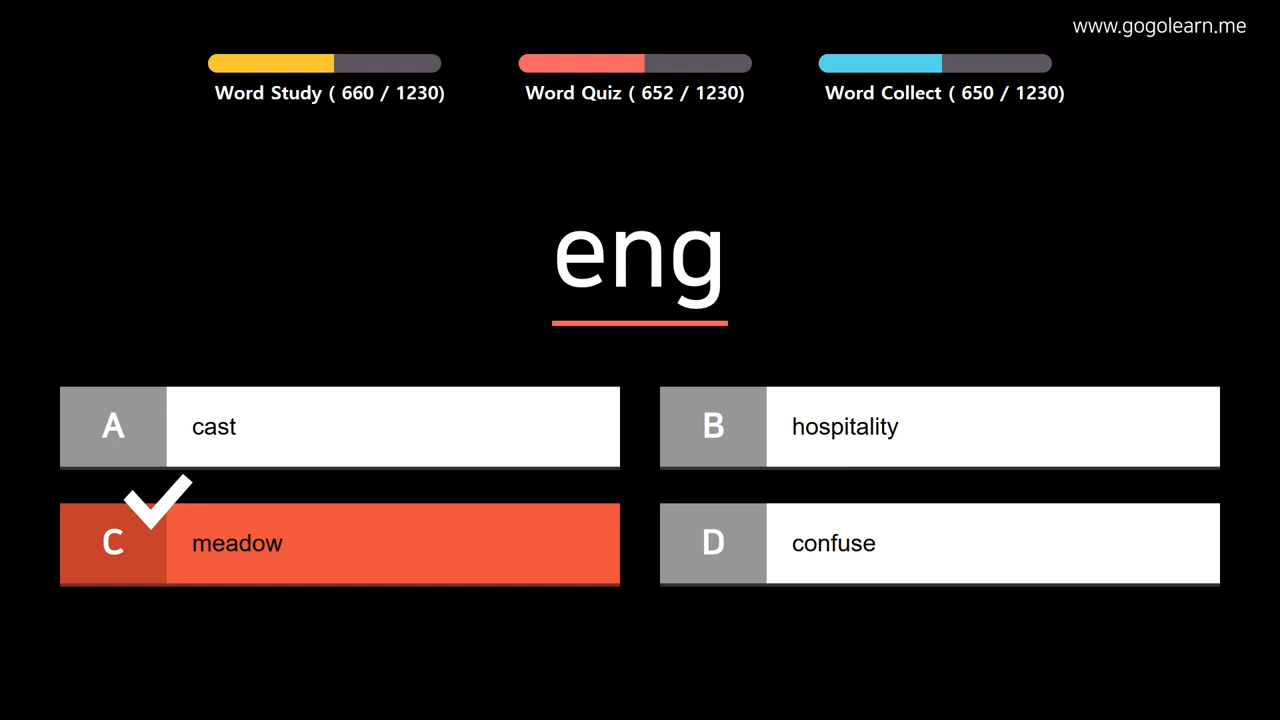 www.gogolearn.me
Word Study ( 660 / 1230)
Word Quiz ( 652 / 1230)
Word Collect ( 650 / 1230)
eng
A cast
B hospitality
C meadow
D confuse